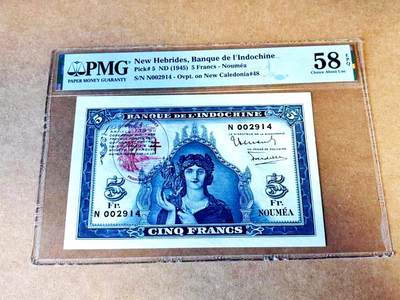 PMG
PAPER MONEY GUARANTY
New Hebrides, Banque de l'Indochine
Pick# 5 ND (1945) 5 Francs - Nouméa
S/N N002914 - Ovpt. on New Caledonia#48
58 EPQ
Choice About Unc
5 BANQUE DE L'INDOCHINE 5
N 002914
5
Fr.
N 002914
5
Fr.
NOUMÉA
CINQ FRANCS